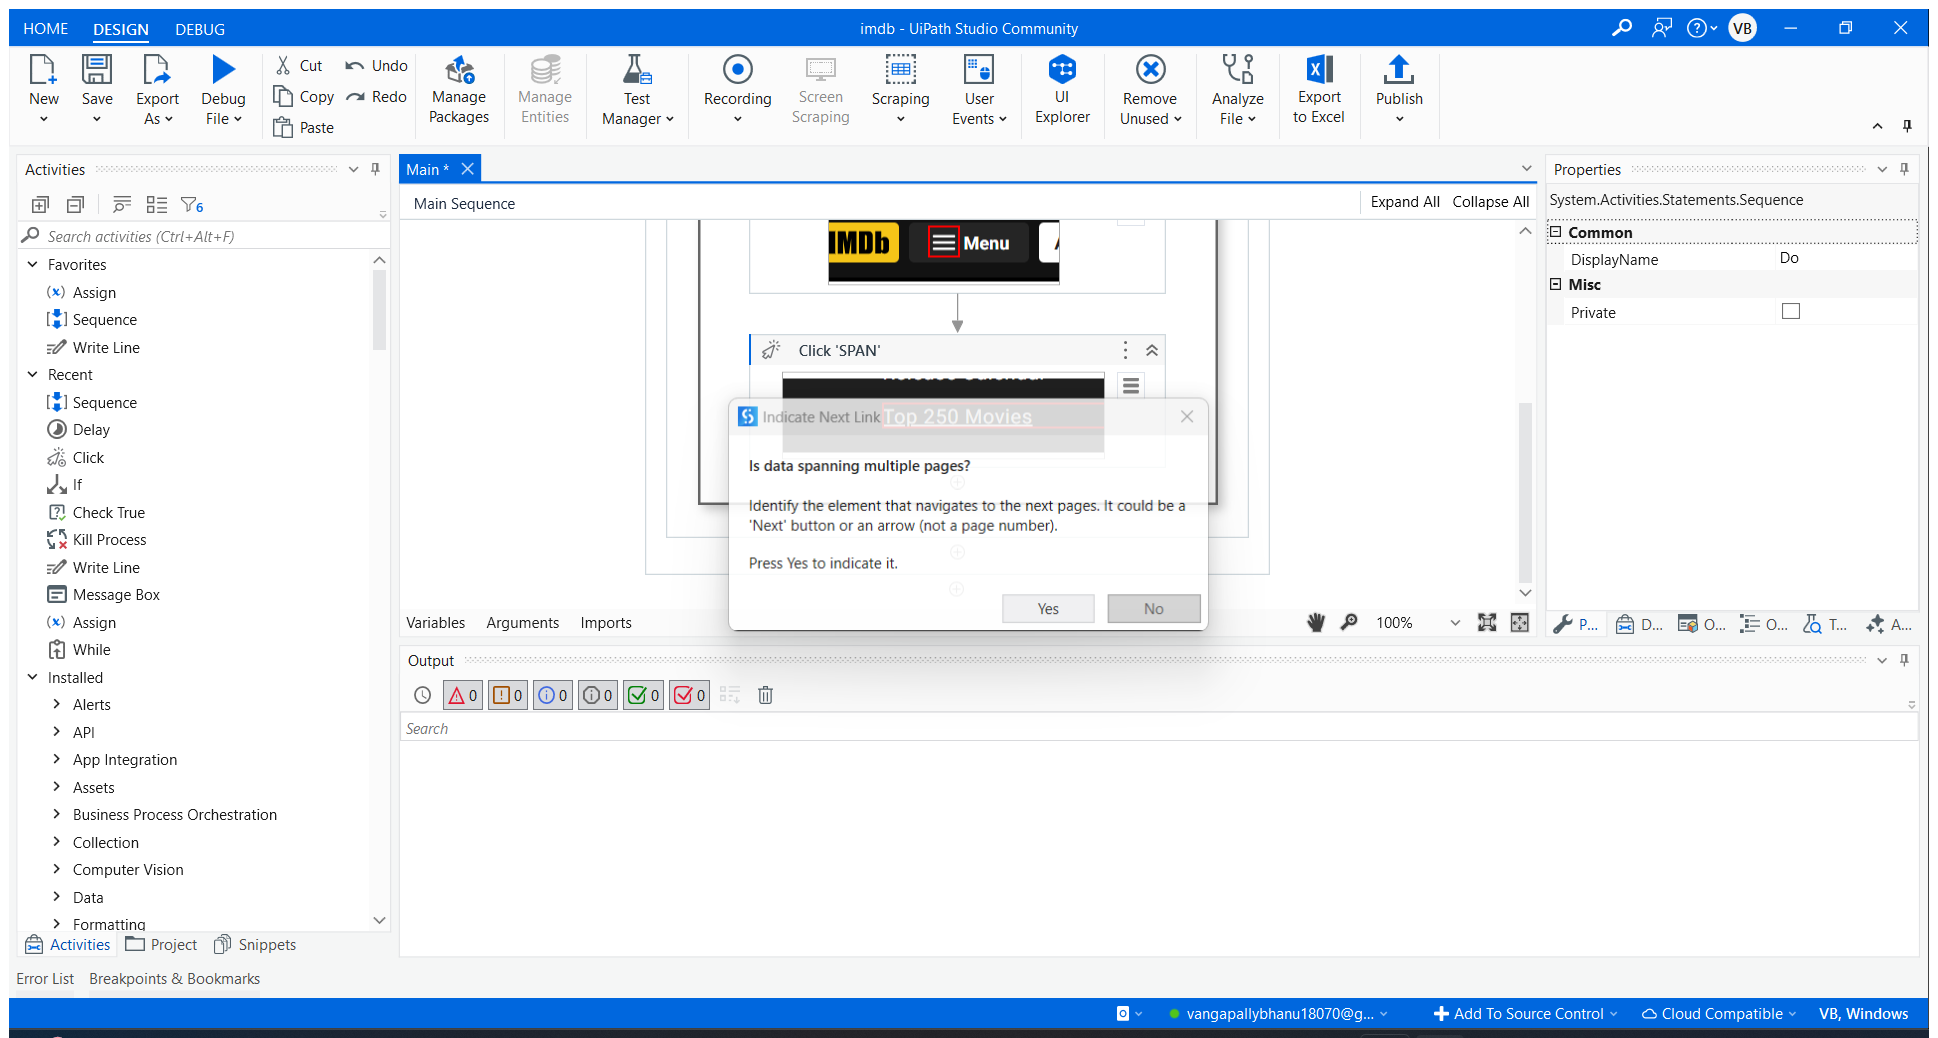 HOME DESIGN DEBUG
imdb - UiPath Studio Community
VB
New
Save
Export As
Debug File
Cut
Copy
Paste
Undo
Redo
Manage Packages
Manage Entities
Test Manager
Recording
Screen Scraping
Scraping
User Events
UI Explorer
Remove Unused
Analyze File
Export to Excel
Publish
Activities
6
Search activities (Ctrl+Alt+F)
Favorites
Assign
Sequence
Write Line
Recent
Sequence
Delay
Click
If
Check True
Kill Process
Write Line
Message Box
Assign
While
Installed
Alerts
API
App Integration
Assets
Business Process Orchestration
Collection
Computer Vision
Data
Formatting
Activities Project Snippets
Error List Breakpoints & Bookmarks
Main *
Main Sequence
Expand All Collapse All
IMDb Menu
Click 'SPAN'
Indicate Next Link
Top 250 Movies
Is data spanning multiple pages?
Identify the element that navigates to the next pages. It could be a
'Next' button or an arrow (not a page number).
Press Yes to indicate it.
Yes No
Variables Arguments Imports
100%
Output
0 0 0 0 0 0
Search
Properties
System.Activities.Statements.Sequence
Common
DisplayName Do
Misc
Private
P... D... O... O... T... A...
vangapallybhanu18070@g...
Add To Source Control
Cloud Compatible
VB, Windows